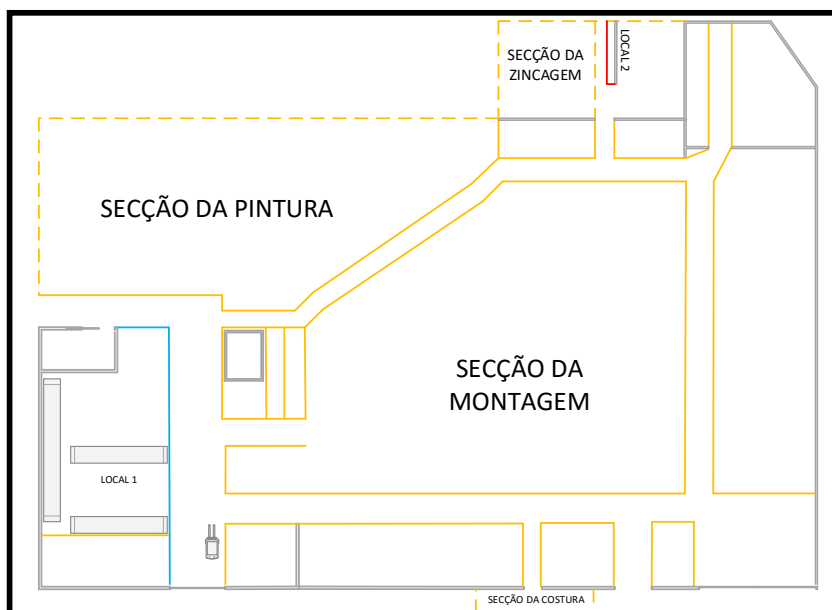 SECÇÃO DA
ZINCAGEM
LOCAL 2
SECÇÃO DA PINTURA
SECÇÃO DA
MONTAGEM
LOCAL 1
SECÇÃO DA COSTURA